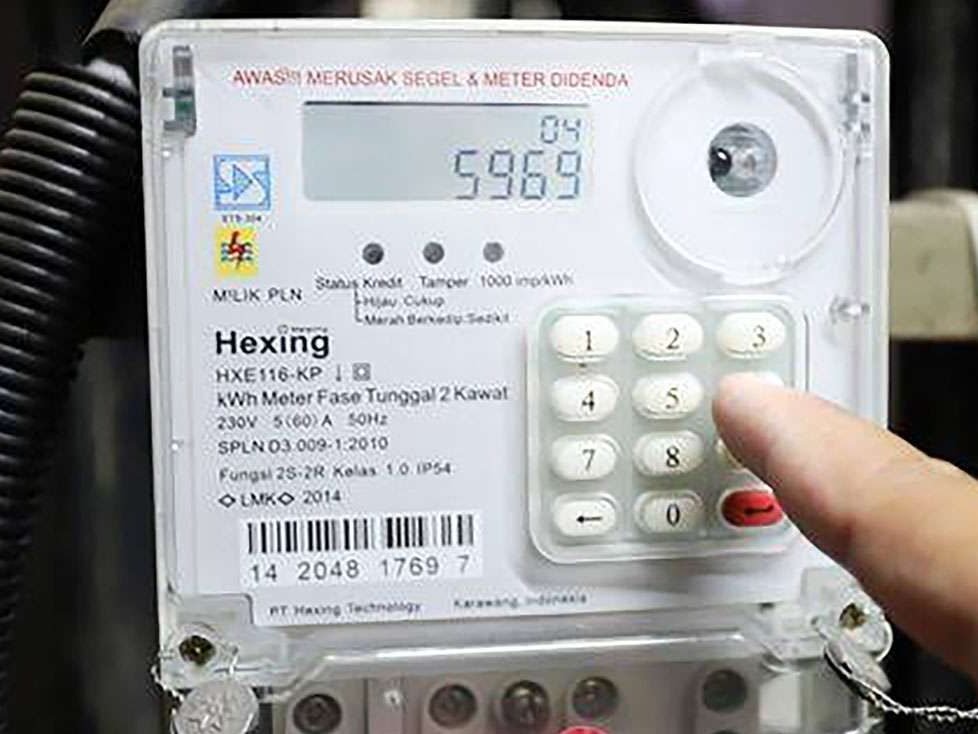 AWAS!!! MERUSAK SEGEL & METER DIDENDA
04
5969
MILIK PLN
Status Kredit Tamper 1000 imp/kWh
Hijau Cukup
Merah Berkedip:Sedikit
Hexing
HXE116-KP
kWh Meter Fase Tunggal 2 Kawat
230V 5(60)A 50Hz
SPLN D3.009-1:2010
Fungsi 2S-2R Kelas 1.0 IP54
LMK 2014
14 2048 1769 7
PT. Hexing Technology Karawang, Indonesia
1 2 3
4 5
7 8
← 0 ↵